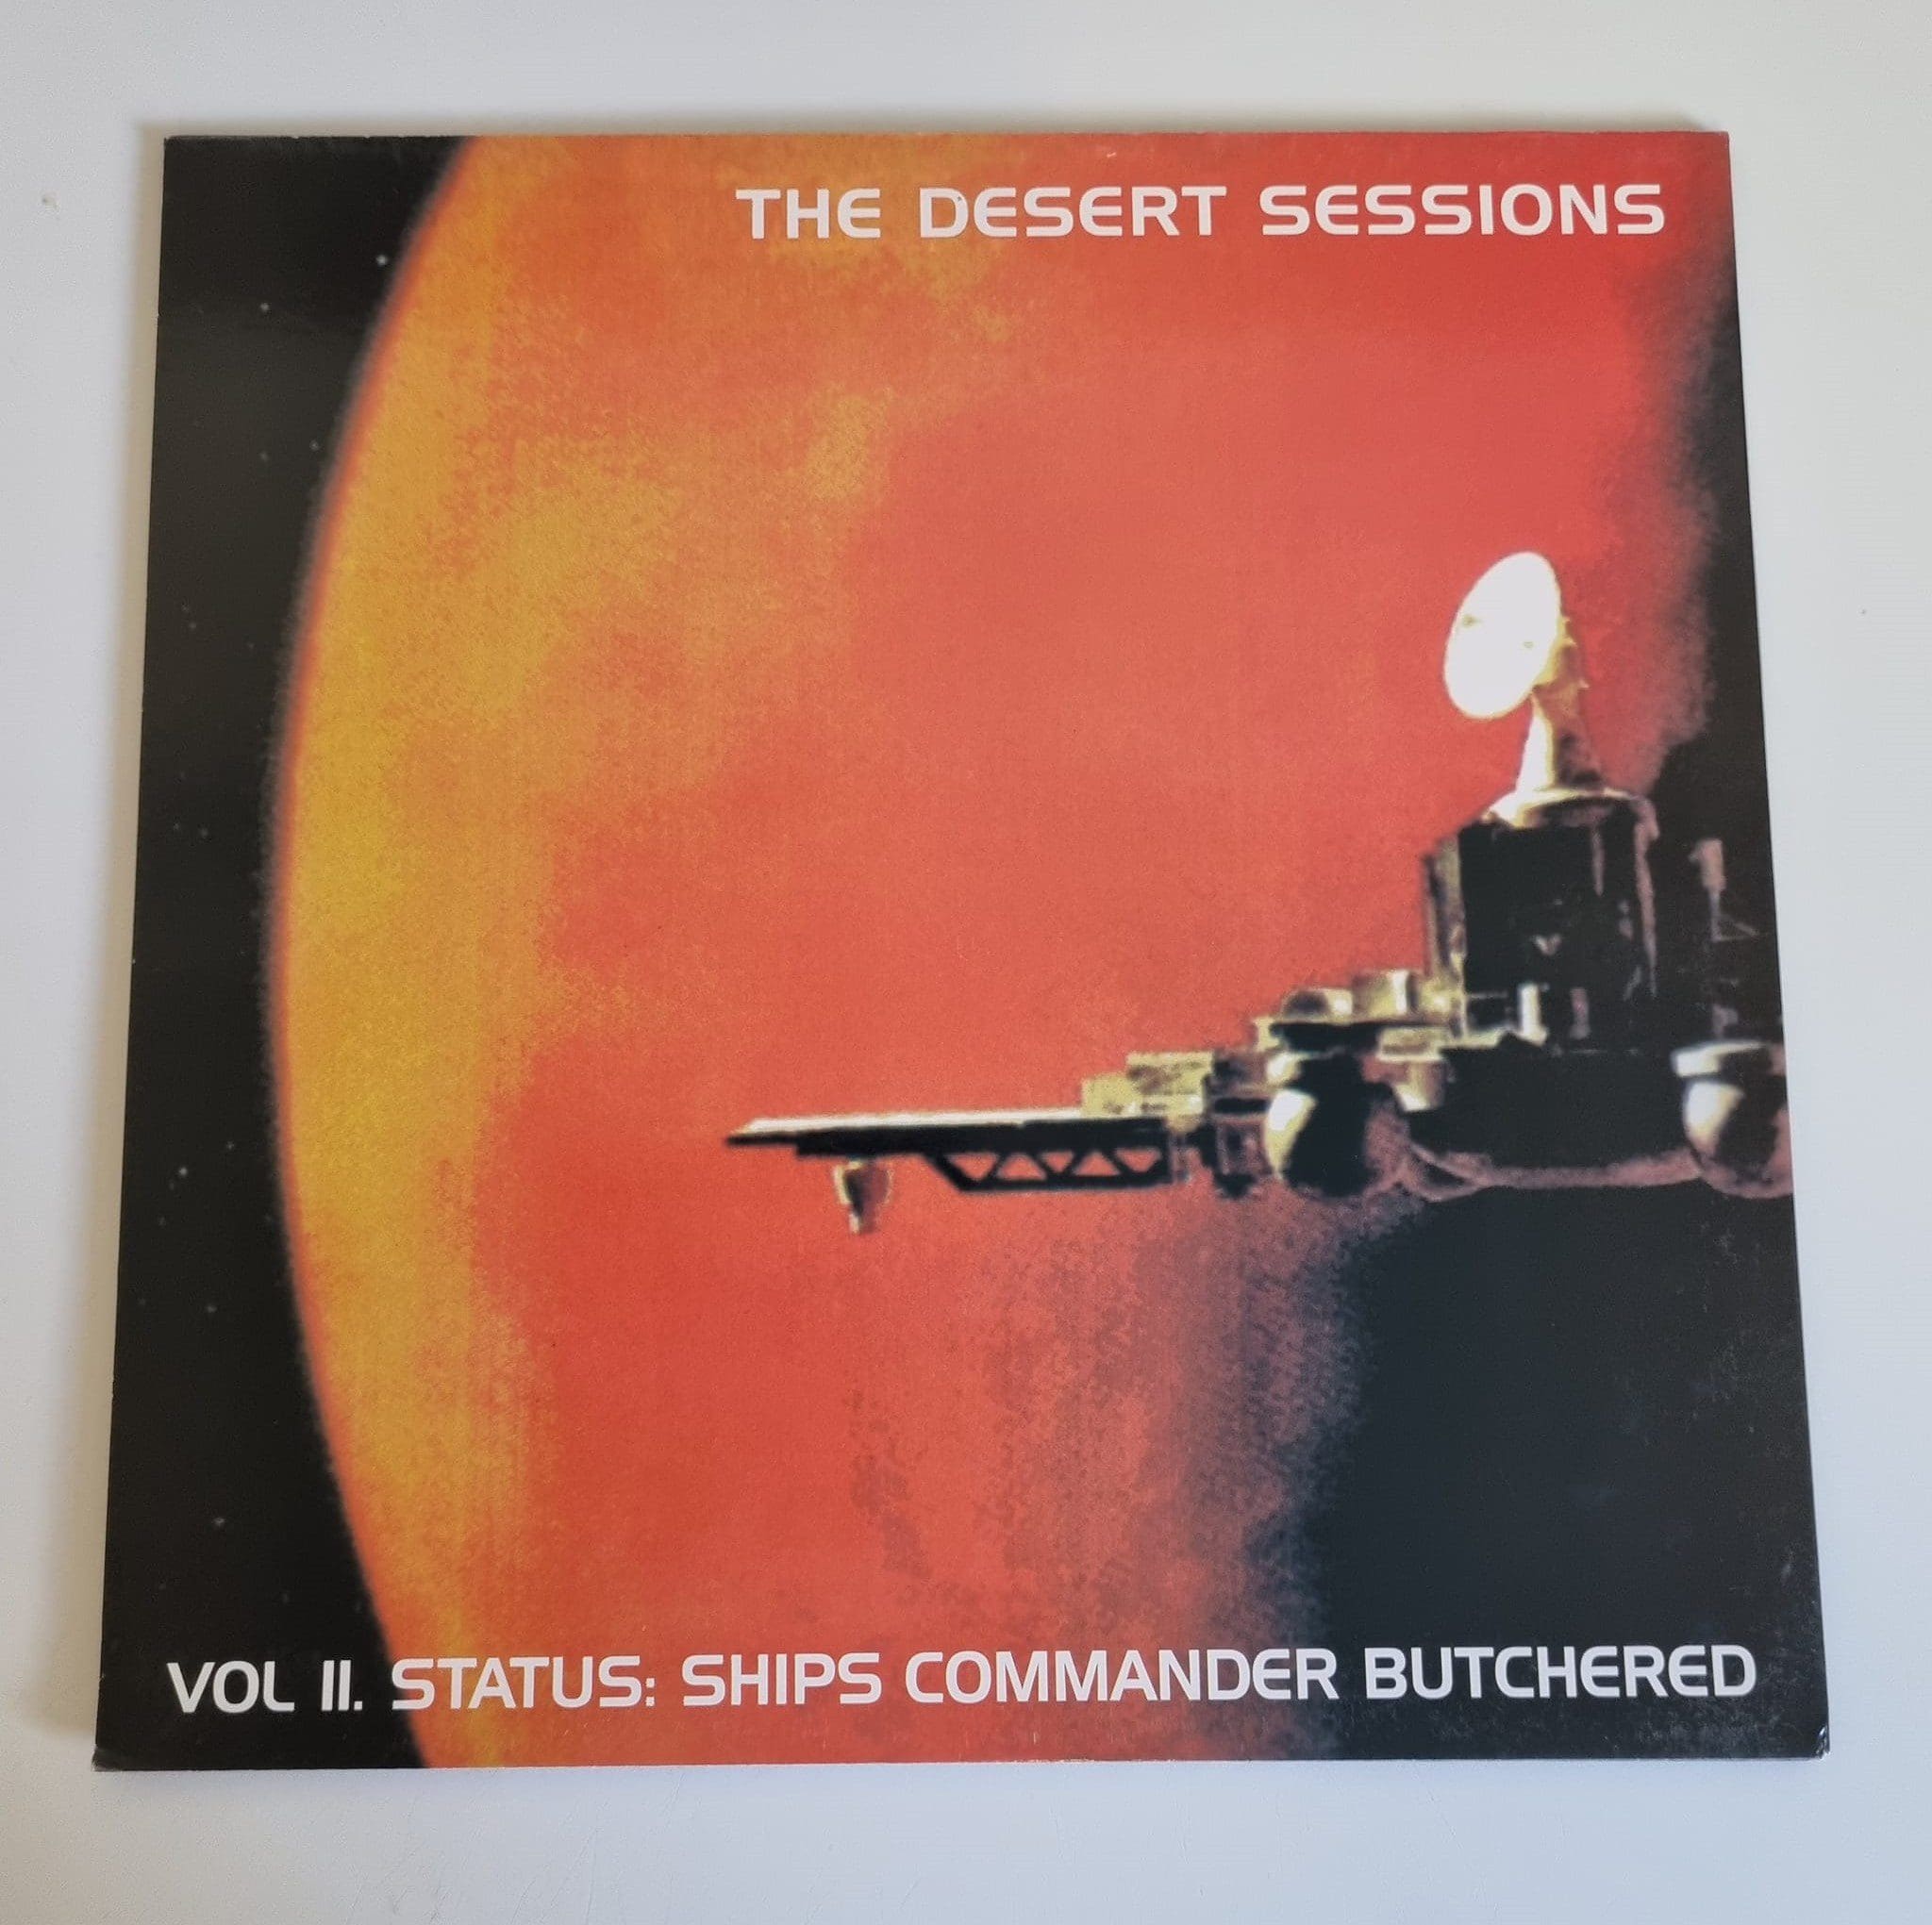 THE DESERT SESSIONS
VOL II. STATUS: SHIPS COMMANDER BUTCHERED